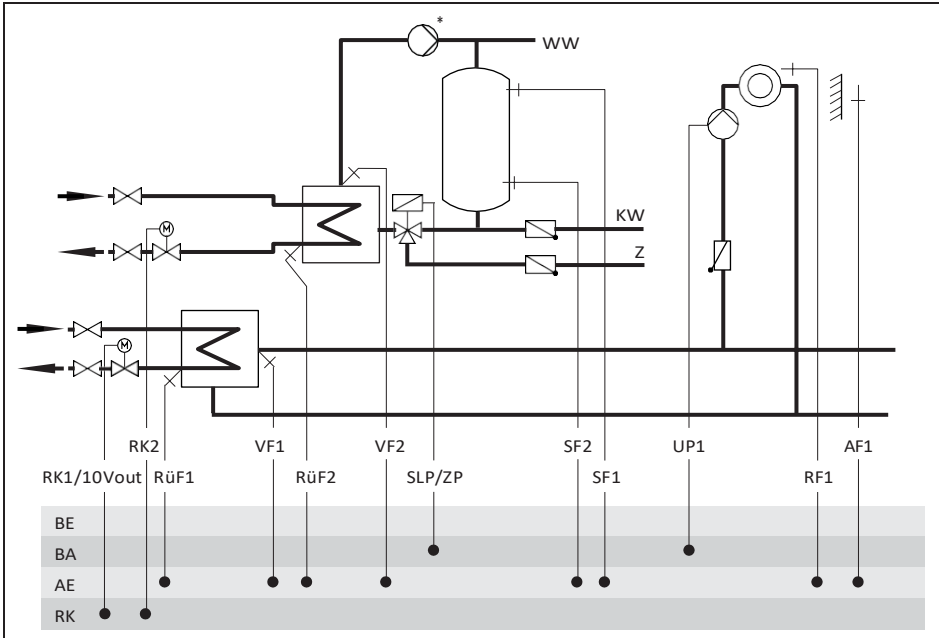 *
WW
KW
M
Z
M
RK2 VF1 VF2 SF2 UP1 AF1
RK1/10Vout RüF1 RüF2 SLP/ZP SF1 RF1
BE
BA
AE
RK